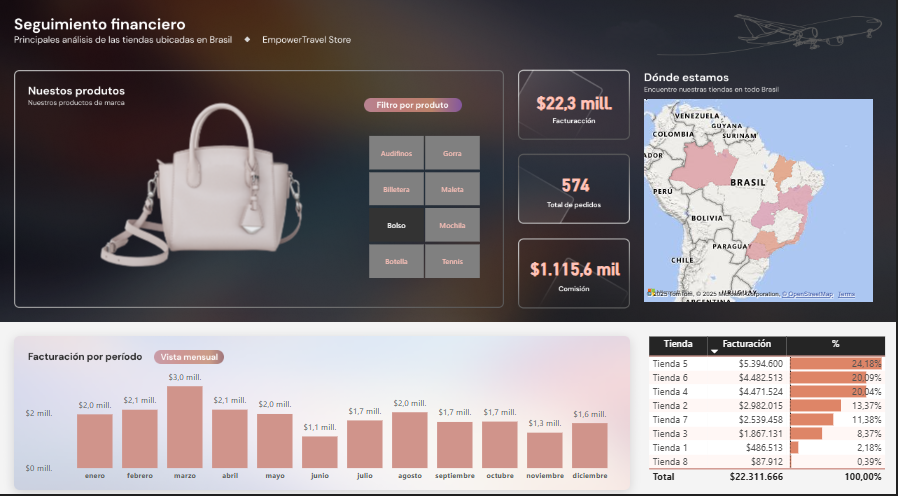 Seguimiento financiero
Principales análisis de las tiendas ubicadas en Brasil ◆ EmpowerTravel Store
Nuestos produtos
Nuestros productos de marca
Filtro por produto
Audifinos Gorra
Billetera Maleta
Bolso Mochila
Botella Tennis
$22,3 mill.
Facturacción
574
Total de pedidos
$1.115,6 mil
Comisión
Dónde estamos
Encuentre nuestras tiendas en todo Brasil
VENEZUELA
GUYANA
SURINAM
COLOMBIA
ADOR
BRASIL
PERÚ
BOLIVIA
PARAGUAY
CHILE
URUGUAY
ARGENTINA
© 2025 TomTom, © 2025 Microsoft Corporation, © OpenStreetMap Terms
Facturación por período Vista mensual
$2 mill.
$0 mill.
$2,0 mill. $2,1 mill. $3,0 mill. $2,1 mill. $2,0 mill. $1,1 mill. $1,7 mill. $2,0 mill. $1,7 mill. $1,7 mill. $1,3 mill. $1,6 mill.
enero febrero marzo abril mayo junio julio agosto septiembre octubre noviembre diciembre
Tienda Facturación %
Tienda 5 $5.394.600 24,18%
Tienda 6 $4.482.513 20,09%
Tienda 4 $4.471.524 20,04%
Tienda 2 $2.982.015 13,37%
Tienda 7 $2.539.458 11,38%
Tienda 3 $1.867.131 8,37%
Tienda 1 $486.513 2,18%
Tienda 8 $87.912 0,39%
Total $22.311.666 100,00%